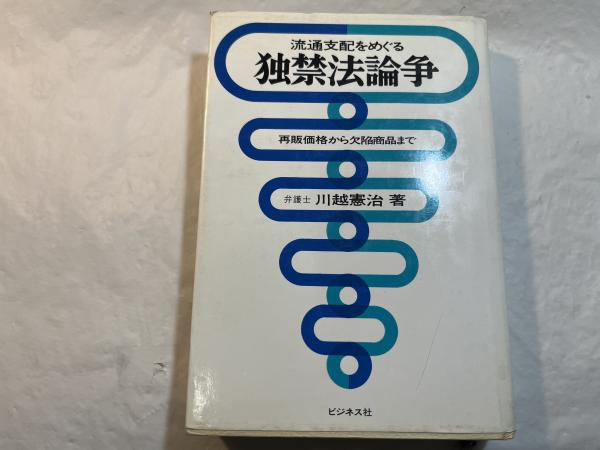 流通支配をめぐる
独禁法論争
再販価格から欠陥商品まで
弁護士 川越憲治 著
ビジネス社